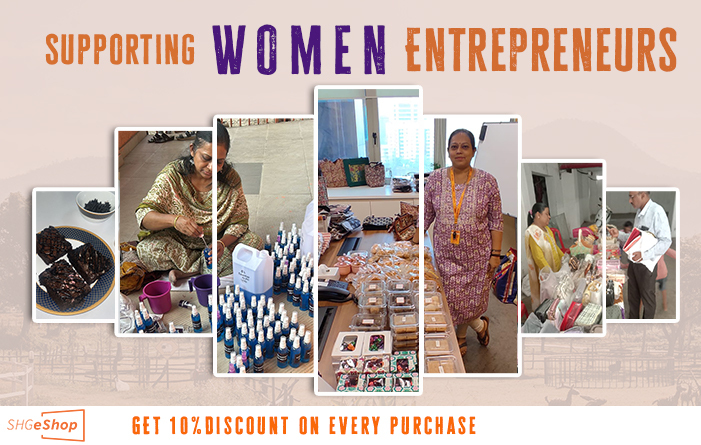 SUPPORTING WOMEN ENTREPRENEURS
SHGeShop
GET 10% DISCOUNT ON EVERY PURCHASE